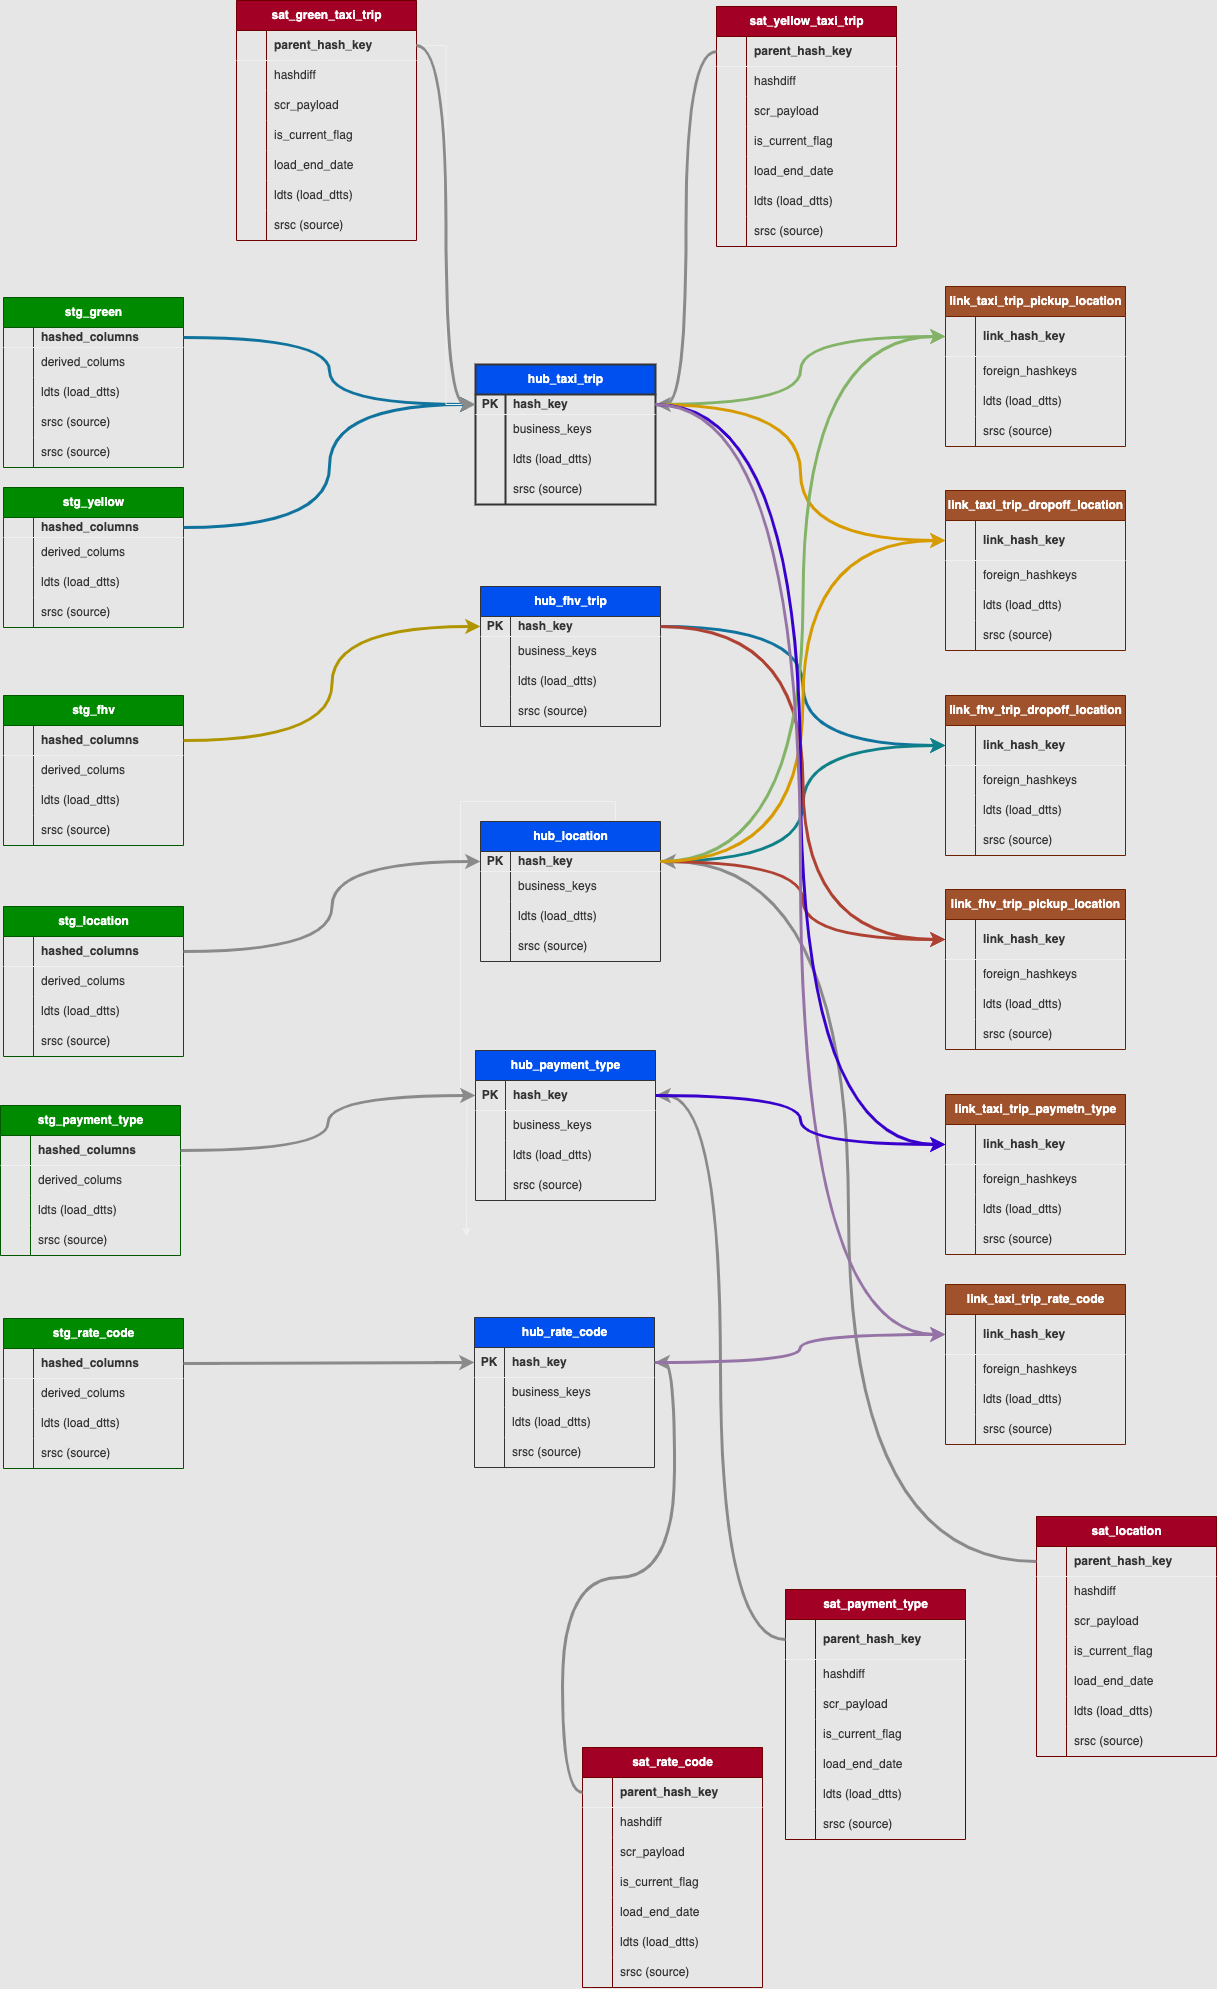 sat_green_taxi_trip
parent_hash_key
hashdiff
scr_payload
is_current_flag
load_end_date
ldts (load_dtts)
srsc (source)
sat_yellow_taxi_trip
parent_hash_key
hashdiff
scr_payload
is_current_flag
load_end_date
ldts (load_dtts)
srsc (source)
stg_green
hashed_columns
derived_colums
ldts (load_dtts)
srsc (source)
srsc (source)
stg_yellow
hashed_columns
derived_colums
ldts (load_dtts)
srsc (source)
stg_fhv
hashed_columns
derived_colums
ldts (load_dtts)
srsc (source)
stg_location
hashed_columns
derived_colums
ldts (load_dtts)
srsc (source)
stg_payment_type
hashed_columns
derived_colums
ldts (load_dtts)
srsc (source)
stg_rate_code
hashed_columns
derived_colums
ldts (load_dtts)
srsc (source)
hub_taxi_trip
PK hash_key
business_keys
ldts (load_dtts)
srsc (source)
hub_fhv_trip
PK hash_key
business_keys
ldts (load_dtts)
srsc (source)
hub_location
PK hash_key
business_keys
ldts (load_dtts)
srsc (source)
hub_payment_type
PK hash_key
business_keys
ldts (load_dtts)
srsc (source)
hub_rate_code
PK hash_key
business_keys
ldts (load_dtts)
srsc (source)
link_taxi_trip_pickup_location
link_hash_key
foreign_hashkeys
ldts (load_dtts)
srsc (source)
link_taxi_trip_dropoff_location
link_hash_key
foreign_hashkeys
ldts (load_dtts)
srsc (source)
link_fhv_trip_dropoff_location
link_hash_key
foreign_hashkeys
ldts (load_dtts)
srsc (source)
link_fhv_trip_pickup_location
link_hash_key
foreign_hashkeys
ldts (load_dtts)
srsc (source)
link_taxi_trip_paymetn_type
link_hash_key
foreign_hashkeys
ldts (load_dtts)
srsc (source)
link_taxi_trip_rate_code
link_hash_key
foreign_hashkeys
ldts (load_dtts)
srsc (source)
sat_location
parent_hash_key
hashdiff
scr_payload
is_current_flag
load_end_date
ldts (load_dtts)
srsc (source)
sat_payment_type
parent_hash_key
hashdiff
scr_payload
is_current_flag
load_end_date
ldts (load_dtts)
srsc (source)
sat_rate_code
parent_hash_key
hashdiff
scr_payload
is_current_flag
load_end_date
ldts (load_dtts)
srsc (source)